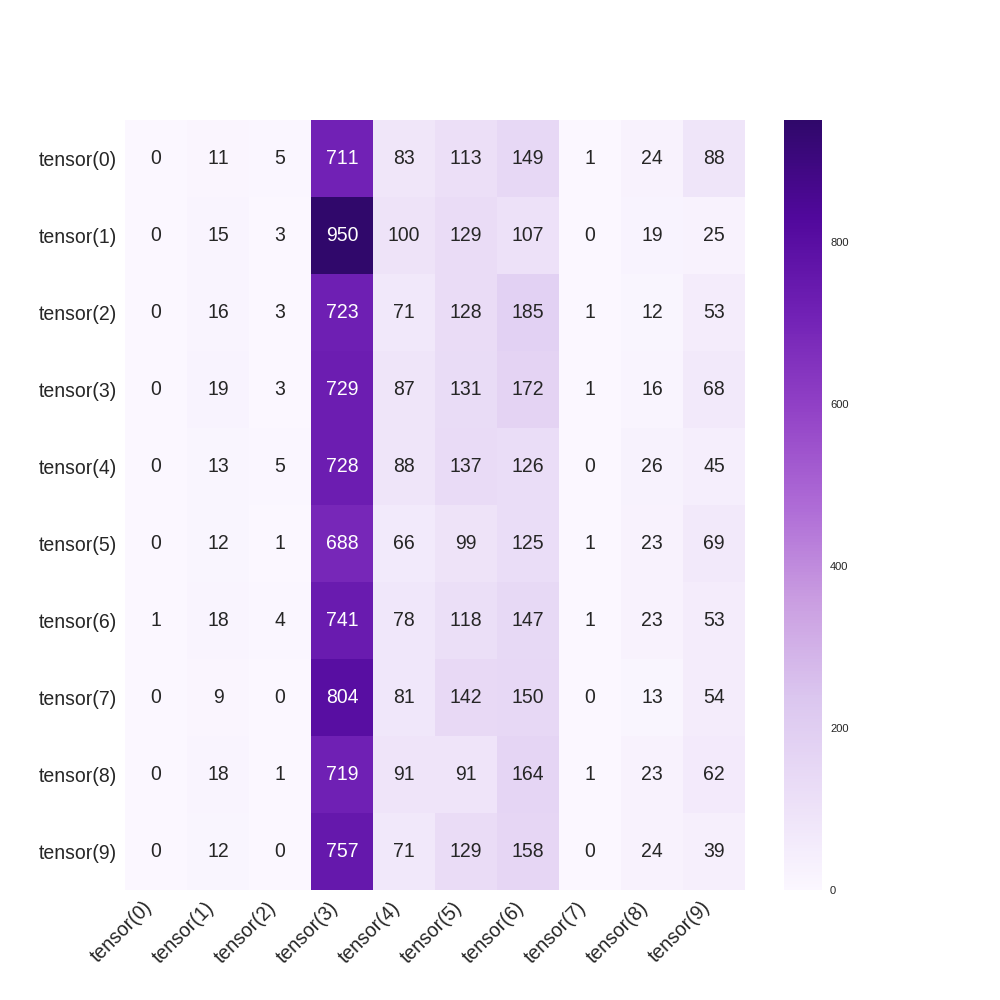 tensor(0) 0 11 5 711 83 113 149 1 24 88
tensor(1) 0 15 3 950 100 129 107 0 19 25
800
tensor(2) 0 16 3 723 71 128 185 1 12 53
tensor(3) 0 19 3 729 87 131 172 1 16 68
600
tensor(4) 0 13 5 728 88 137 126 0 26 45
tensor(5) 0 12 1 688 66 99 125 1 23 69
400
tensor(6) 1 18 4 741 78 118 147 1 23 53
tensor(7) 0 9 0 804 81 142 150 0 13 54
200
tensor(8) 0 18 1 719 91 91 164 1 23 62
tensor(9) 0 12 0 757 71 129 158 0 24 39
0
tensor(0) tensor(1) tensor(2) tensor(3) tensor(4) tensor(5) tensor(6) tensor(7) tensor(8) tensor(9)